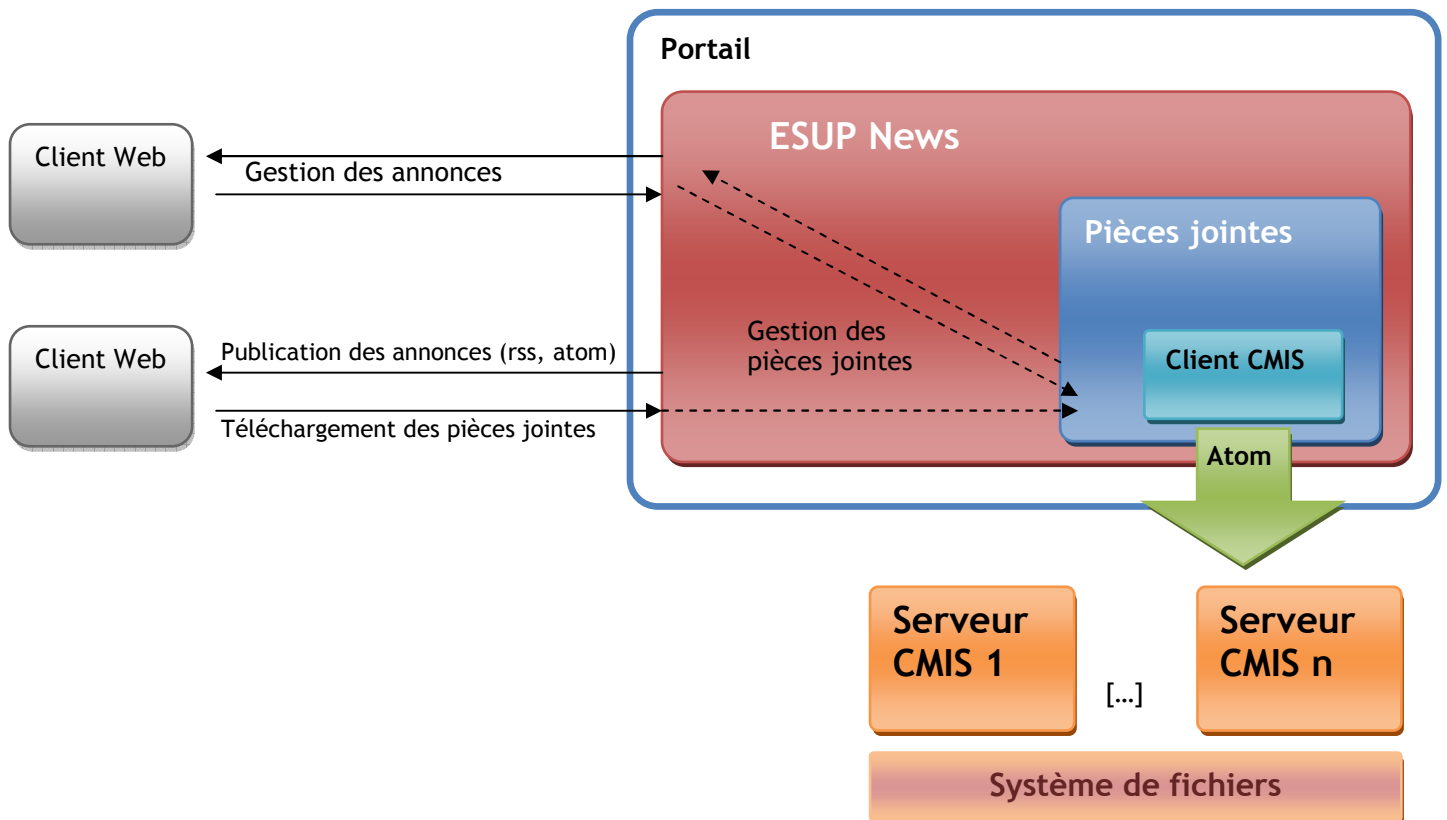 Portail
ESUP News
Client Web
Gestion des annonces
Pièces jointes
Client Web
Publication des annonces (rss, atom)
Téléchargement des pièces jointes
Gestion des
pièces jointes
Client CMIS
Atom
Serveur
CMIS 1
[…]
Serveur
CMIS n
Système de fichiers